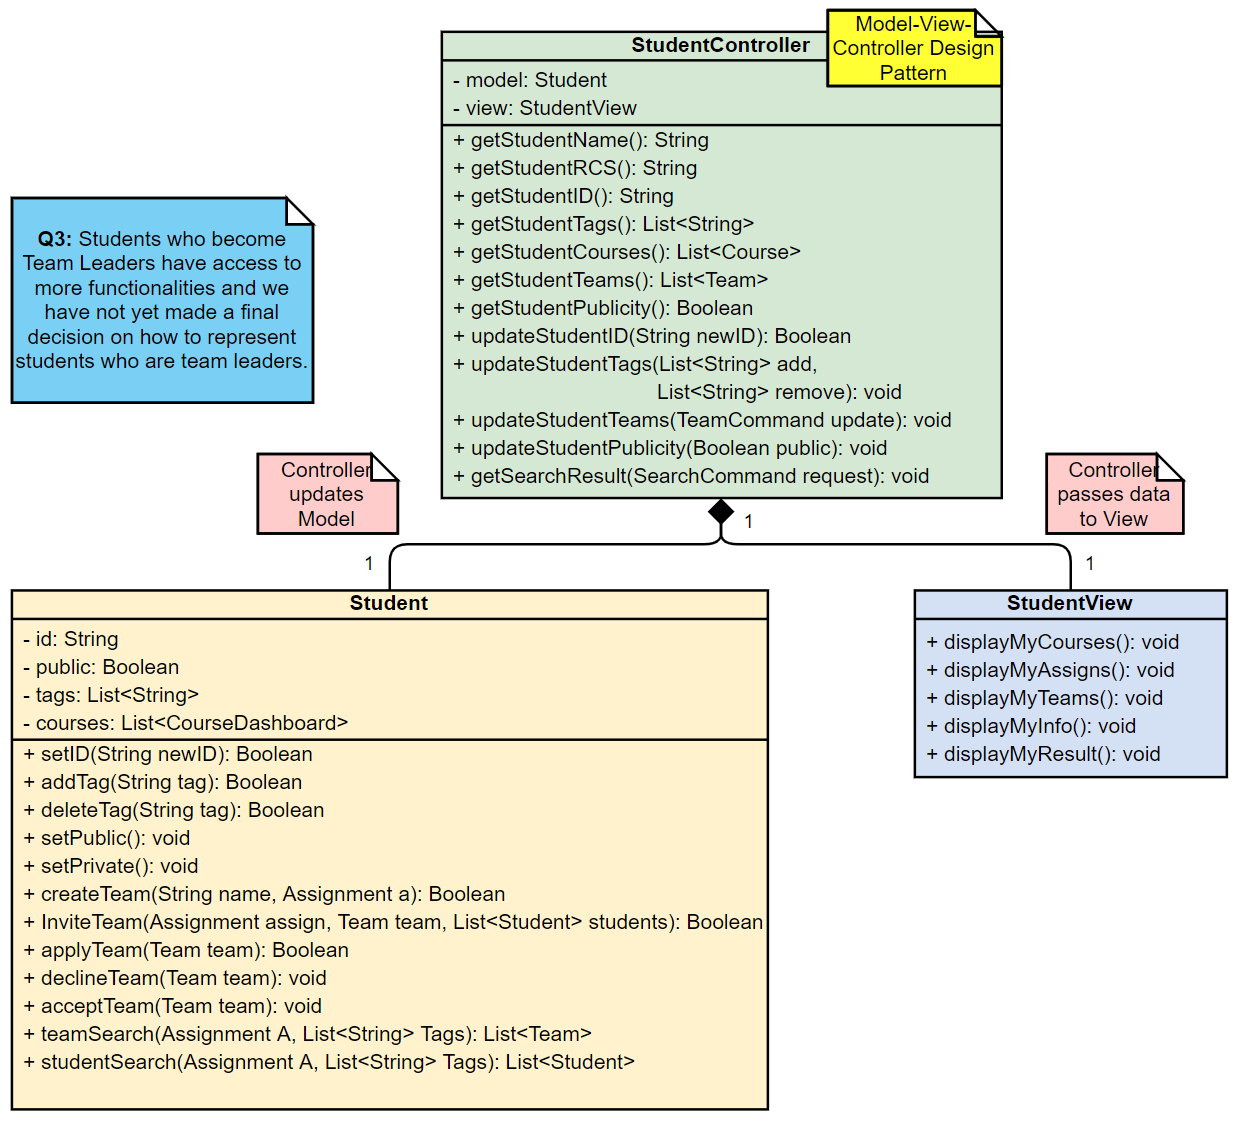 Model-View-
Controller Design
Pattern
StudentController
- model: Student
- view: StudentView
+ getStudentName(): String
+ getStudentRCS(): String
+ getStudentID(): String
+ getStudentTags(): List<String>
+ getStudentCourses(): List<Course>
+ getStudentTeams(): List<Team>
+ getStudentPublicity(): Boolean
+ updateStudentID(String newID): Boolean
+ updateStudentTags(List<String> add,
List<String> remove): void
+ updateStudentTeams(TeamCommand update): void
+ updateStudentPublicity(Boolean public): void
+ getSearchResult(SearchCommand request): void
Q3: Students who become
Team Leaders have access to
more functionalities and we
have not yet made a final
decision on how to represent
students who are team leaders.
Controller
updates
Model
Controller
passes data
to View
1
1
1
Student
- id: String
- public: Boolean
- tags: List<String>
- courses: List<CourseDashboard>
+ setID(String newID): Boolean
+ addTag(String tag): Boolean
+ deleteTag(String tag): Boolean
+ setPublic(): void
+ setPrivate(): void
+ createTeam(String name, Assignment a): Boolean
+ InviteTeam(Assignment assign, Team team, List<Student> students): Boolean
+ applyTeam(Team team): Boolean
+ declineTeam(Team team): void
+ acceptTeam(Team team): void
+ teamSearch(Assignment A, List<String> Tags): List<Team>
+ studentSearch(Assignment A, List<String> Tags): List<Student>
StudentView
+ displayMyCourses(): void
+ displayMyAssigns(): void
+ displayMyTeams(): void
+ displayMyInfo(): void
+ displayMyResult(): void